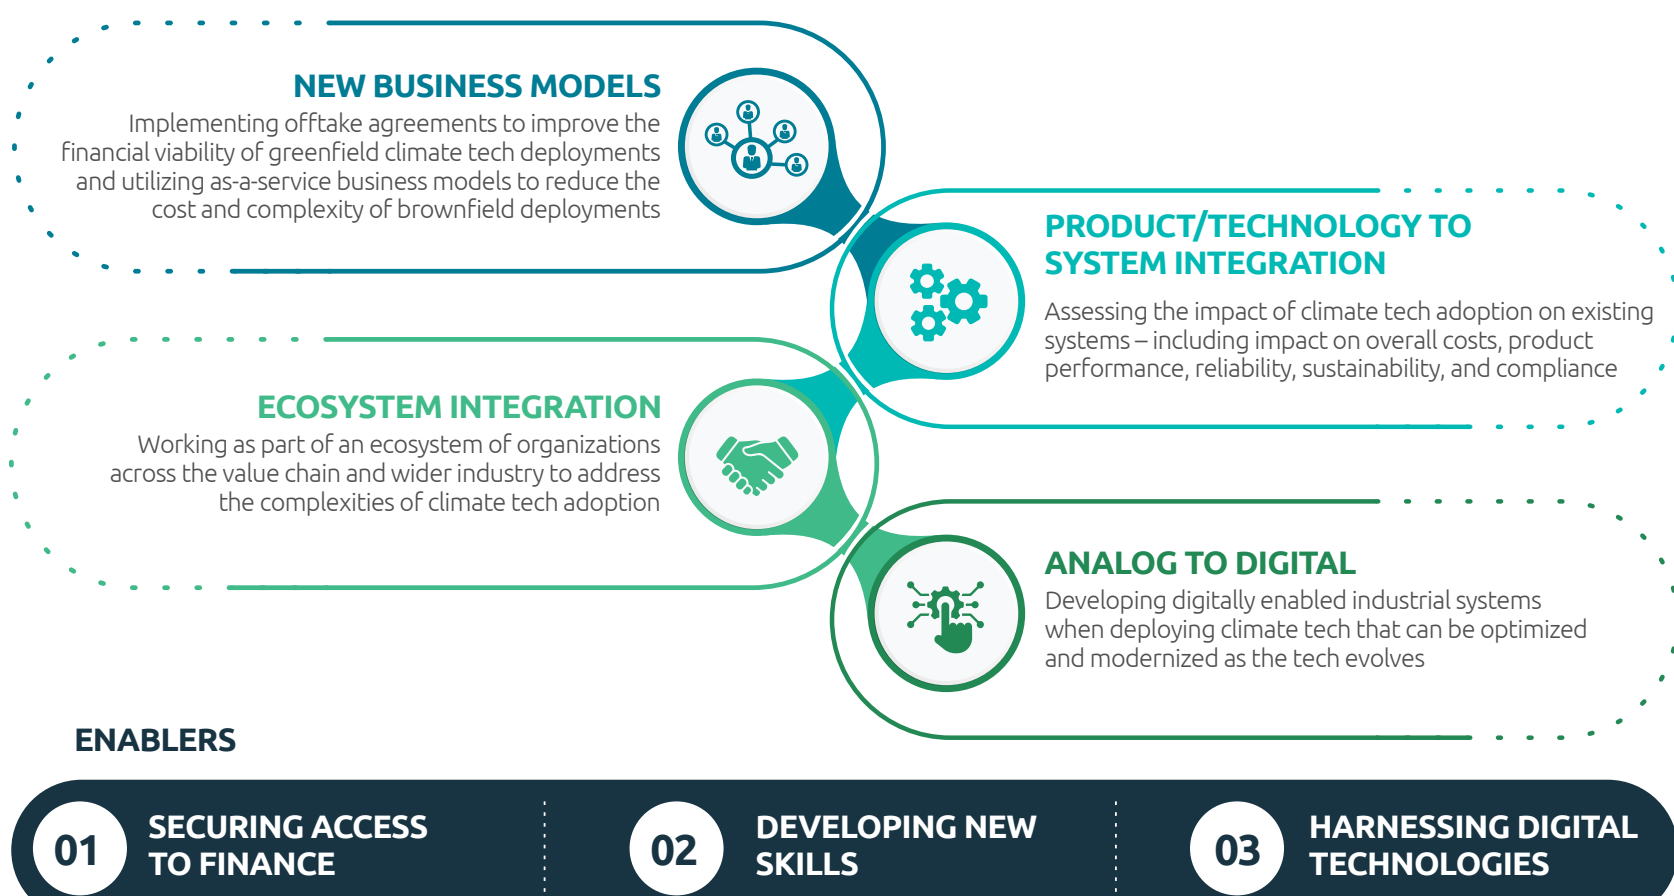 NEW BUSINESS MODELS
Implementing offtake agreements to improve the
financial viability of greenfield climate tech deployments
and utilizing as-a-service business models to reduce the
cost and complexity of brownfield deployments
PRODUCT/TECHNOLOGY TO
SYSTEM INTEGRATION
Assessing the impact of climate tech adoption on existing
systems – including impact on overall costs, product
performance, reliability, sustainability, and compliance
ECOSYSTEM INTEGRATION
Working as part of an ecosystem of organizations
across the value chain and wider industry to address
the complexities of climate tech adoption
ANALOG TO DIGITAL
Developing digitally enabled industrial systems
when deploying climate tech that can be optimized
and modernized as the tech evolves
ENABLERS
01
SECURING ACCESS
TO FINANCE
02
DEVELOPING NEW
SKILLS
03
HARNESSING DIGITAL
TECHNOLOGIES